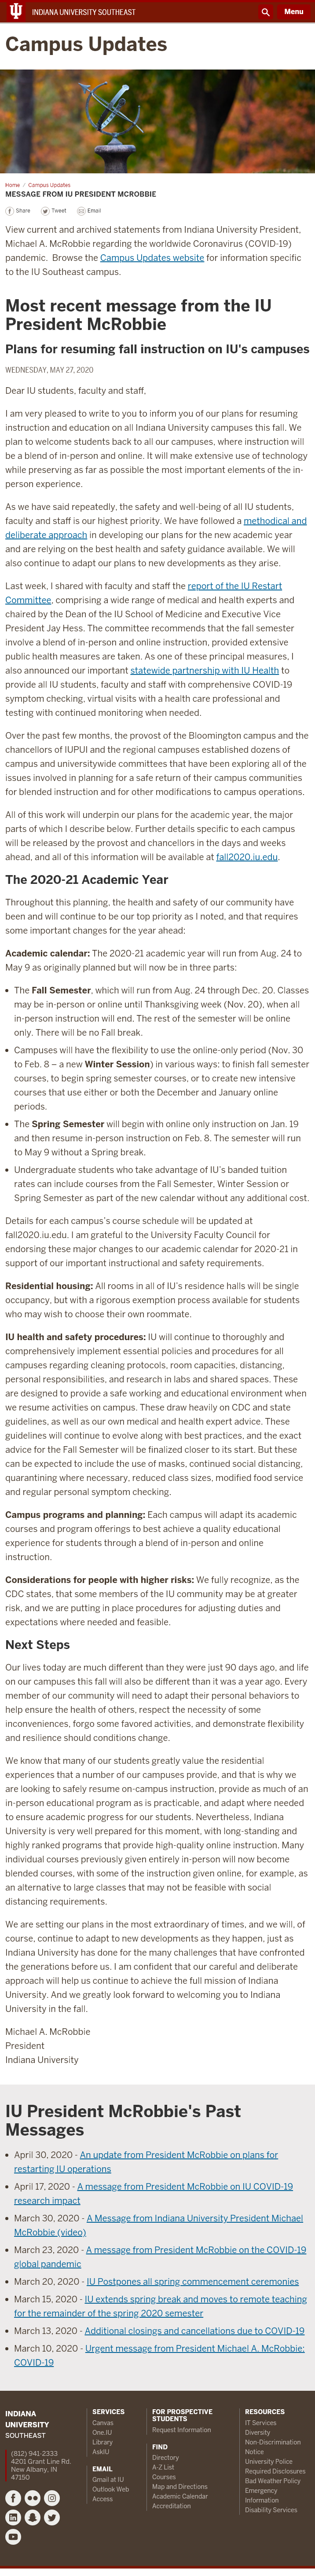 INDIANA UNIVERSITY SOUTHEAST
Menu
Campus Updates
Home / Campus Updates
MESSAGE FROM IU PRESIDENT MCROBBIE
Share Tweet Email
View current and archived statements from Indiana University President,
Michael A. McRobbie regarding the worldwide Coronavirus (COVID-19)
pandemic. Browse the Campus Updates website for information specific
to the IU Southeast campus.
Most recent message from the IU
President McRobbie
Plans for resuming fall instruction on IU's campuses
WEDNESDAY, MAY 27, 2020
Dear IU students, faculty and staff,
I am very pleased to write to you to inform you of our plans for resuming
instruction and education on all Indiana University campuses this fall. We
plan to welcome students back to all our campuses, where instruction will
be a blend of in-person and online. It will make extensive use of technology
while preserving as far as possible the most important elements of the in-
person experience.
As we have said repeatedly, the safety and well-being of all IU students,
faculty and staff is our highest priority. We have followed a methodical and
deliberate approach in developing our plans for the new academic year
and are relying on the best health and safety guidance available. We will
continue to adapt our plans to new developments as they arise.
Last week, I shared with faculty and staff the report of the IU Restart
Committee, comprising a wide range of medical and health experts and
chaired by the Dean of the IU School of Medicine and Executive Vice
President Jay Hess. The committee recommends that the fall semester
involve a blend of in-person and online instruction, provided extensive
public health measures are taken. As one of these principal measures, I
also announced our important statewide partnership with IU Health to
provide all IU students, faculty and staff with comprehensive COVID-19
symptom checking, virtual visits with a health care professional and
testing with continued monitoring where needed.
Over the past few months, the provost of the Bloomington campus and the
chancellors of IUPUI and the regional campuses established dozens of
campus and universitywide committees that have been exploring all of the
issues involved in planning for a safe return of their campus communities
and blended instruction and for other modifications to campus operations.
All of this work will underpin our plans for the academic year, the major
components of which I describe below. Further details specific to each campus
will be released by the provost and chancellors in the days and weeks
ahead, and all of this information will be available at fall2020.iu.edu.
The 2020-21 Academic Year
Throughout this planning, the health and safety of our community have
been and will continue to be our top priority as I noted, and that requires
some important changes for the year ahead:
Academic calendar: The 2020-21 academic year will run from Aug. 24 to
May 9 as originally planned but will now be in three parts:
• The Fall Semester, which will run from Aug. 24 through Dec. 20. Classes
may be in-person or online until Thanksgiving week (Nov. 20), when all
in-person instruction will end. The rest of the semester will be online
only. There will be no Fall break.
• Campuses will have the flexibility to use the online-only period (Nov. 30
to Feb. 8 – a new Winter Session) in various ways: to finish fall semester
courses, to begin spring semester courses, or to create new intensive
courses that use either or both the December and January online
periods.
• The Spring Semester will begin with online only instruction on Jan. 19
and then resume in-person instruction on Feb. 8. The semester will run
to May 9 without a Spring break.
• Undergraduate students who take advantage of IU's banded tuition
rates can include courses from the Fall Semester, Winter Session or
Spring Semester as part of the new calendar without any additional cost.
Details for each campus's course schedule will be updated at
fall2020.iu.edu. I am grateful to the University Faculty Council for
endorsing these major changes to our academic calendar for 2020-21 in
support of our important instructional and safety requirements.
Residential housing: All rooms in all of IU's residence halls will be single
occupancy, but with a rigorous exemption process available for students
who may wish to choose their own roommate.
IU health and safety procedures: IU will continue to thoroughly and
comprehensively implement essential policies and procedures for all
campuses regarding cleaning protocols, room capacities, distancing,
personal equipment, and research in labs and shared spaces. These
are designed to provide a safe working and educational environment when
we resume activities on campus. These draw heavily on CDC and state
guidelines, as well as our own medical and health expert advice. These
guidelines will continue to evolve along with best practices, and the exact
advice for the Fall Semester will be finalized closer to its start. But these
can be expected to include the use of masks, continued social distancing,
quarantining where necessary, reduced class sizes, modified food service
and regular personal symptom checking.
Campus programs and planning: Each campus will adapt its academic
courses and program offerings to best achieve a quality educational
experience for students through a blend of in-person and online
instruction.
Considerations for people with higher risks: We fully recognize, as the
CDC states, that some members of the IU community may be at greater
risk, and we are putting in place procedures for adjusting duties and
expectations where needed and feasible.
Next Steps
Our lives today are much different than they were just 90 days ago, and life
on our campuses this fall will also be different than it was a year ago. Every
member of our community will need to adapt their behaviors to protect their
health, respect the health of others, recognize the necessity of some
inconveniences, forgo some favored activities, and demonstrate flexibility
and resilience should conditions change.
We know that many of our students greatly value the diversity of
experiences our campuses and programs provide, and that is why we
are looking to safely resume on-campus instruction, provide as much of an
in-person educational program as is practicable, and adapt where needed
to ensure academic progress for our students. Nevertheless, Indiana
University is very well prepared for this moment, with long-standing and
highly ranked programs that provide high-quality online instruction. Many
individual courses previously given entirely in-person will now become
blended courses, with some of the instruction given online, for example, as
an alternative to large classes that may not be feasible with social
distancing requirements.
We are setting our plans in the most extraordinary of times, and we will, of
course, continue to adapt to new developments as they happen, just as
Indiana University has done for the many challenges that have confronted
the generations before us. I am confident that our careful and deliberate
approach will help us continue to achieve the full mission of Indiana
University. And we greatly look forward to welcoming you to Indiana
University in the fall.
Michael A. McRobbie
President
Indiana University
IU President McRobbie's Past
Messages
• April 30, 2020 - An update from President McRobbie on plans for
restarting IU operations
• April 17, 2020 - A message from President McRobbie on IU COVID-19
research impact
• March 30, 2020 - A Message from Indiana University President Michael
McRobbie (video)
• March 23, 2020 - A message from President McRobbie on the COVID-19
global pandemic
• March 20, 2020 - IU Postpones all spring commencement ceremonies
• March 15, 2020 - IU extends spring break and moves to remote teaching
for the remainder of the spring 2020 semester
• March 13, 2020 - Additional closings and cancellations due to COVID-19
• March 10, 2020 - Urgent message from President Michael A. McRobbie:
COVID-19
INDIANA
UNIVERSITY
SOUTHEAST
(812) 941-2333
4201 Grant Line Rd.
New Albany, IN
47150
SERVICES
Canvas
One.IU
Library
AskIU
EMAIL
Gmail at IU
Outlook Web
Access
FOR PROSPECTIVE
STUDENTS
Request Information
FIND
Directory
A-Z List
Courses
Map and Directions
Academic Calendar
Accreditation
RESOURCES
IT Services
Diversity
Non-Discrimination
Notice
University Police
Required Disclosures
Bad Weather Policy
Emergency
Information
Disability Services